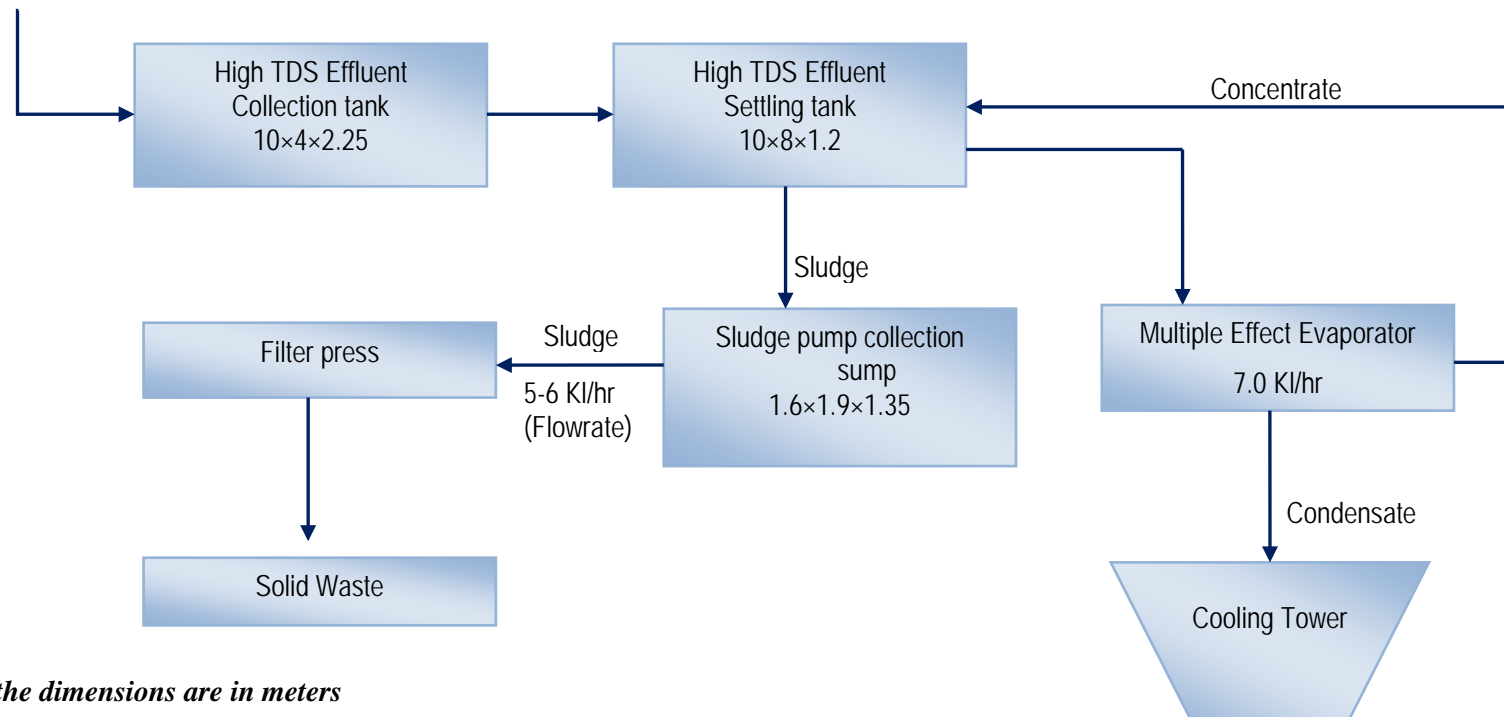 High TDS Effluent
Collection tank
10×4×2.25
High TDS Effluent
Settling tank
10×8×1.2
Concentrate
Sludge
Filter press
Sludge
5-6 Kl/hr
(Flowrate)
Sludge pump collection
sump
1.6×1.9×1.35
Multiple Effect Evaporator
7.0 Kl/hr
Condensate
Solid Waste
Cooling Tower
the dimensions are in meters